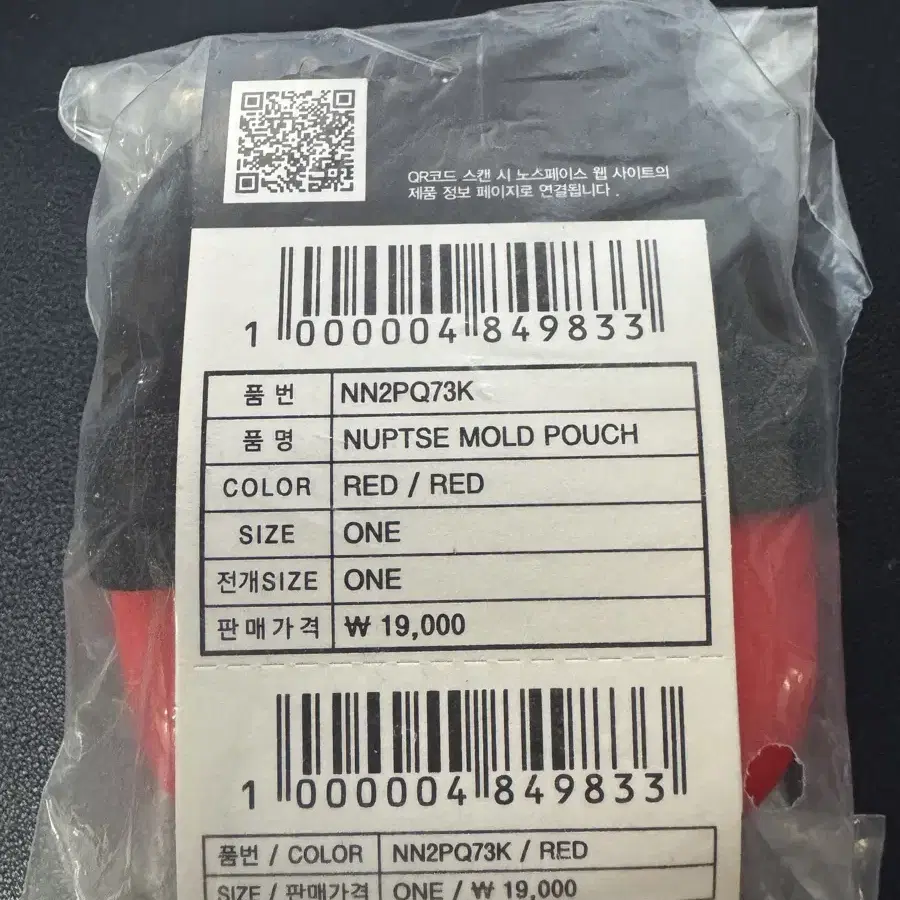 QR코드 스캔 시 노스페이스 웹 사이트의
제품 정보 페이지로 연결됩니다 .
1 000004 849833
품 번 NN2PQ73K
품 명 NUPTSE MOLD POUCH
COLOR RED / RED
SIZE ONE
전개SIZE ONE
판매가격 ₩ 19,000
1 000004 849833
품번 / COLOR NN2PQ73K / RED
SIZE / 판매가격 ONE / ₩ 19,000